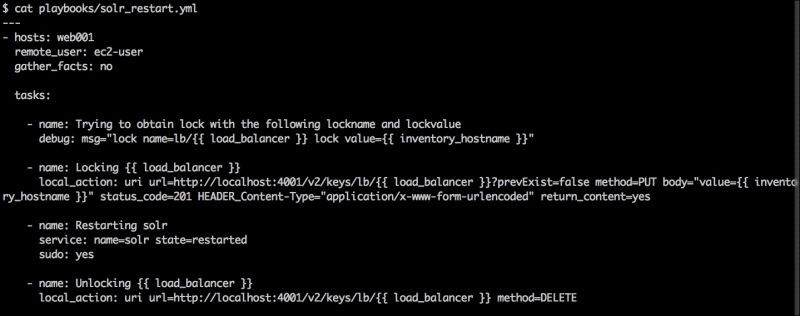 $ cat playbooks/solr_restart.yml
---
- hosts: web001
  remote_user: ec2-user
  gather_facts: no

  tasks:

    - name: Trying to obtain lock with the following lockname and lockvalue
      debug: msg="lock name=lb/{{ load_balancer }} lock value={{ inventory_hostname }}"

    - name: Locking {{ load_balancer }}
      local_action: uri url=http://localhost:4001/v2/keys/lb/{{ load_balancer }}?prevExist=false method=PUT body="value={{ invento
ry_hostname }}" status_code=201 HEADER_Content-Type="application/x-www-form-urlencoded" return_content=yes

    - name: Restarting solr
      service: name=solr state=restarted
      sudo: yes

    - name: Unlocking {{ load_balancer }}
      local_action: uri url=http://localhost:4001/v2/keys/lb/{{ load_balancer }} method=DELETE